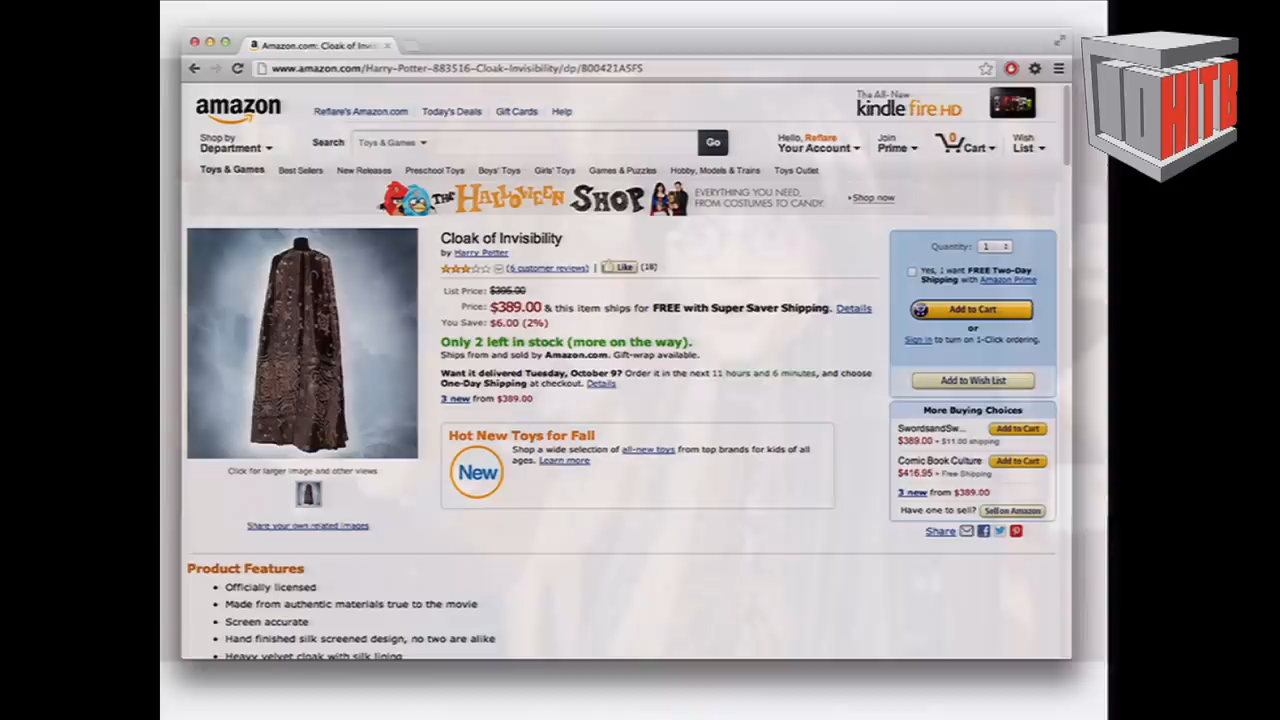 Amazon.com: Cloak of Invisi
www.amazon.com/Harry-Potter-883516-Cloak-Invisibility/dp/B00421A5FS
amazon
Reflare's Amazon.com Today's Deals Gift Cards Help
The All-New
kindle fire HD
Shop by
Department
Search Toys & Games Go
Hello, Reflare
Your Account
Join
Prime
0
Cart
Wish
List
Toys & Games Best Sellers New Releases Preschool Toys Boys' Toys Girls' Toys Games & Puzzles Hobby, Models & Trains Toys Outlet
THE HALLOWEEN SHOP
EVERYTHING YOU NEED,
FROM COSTUMES TO CANDY.
Shop now
Cloak of Invisibility
by Harry Potter
(6 customer reviews) | Like (18)
List Price: $395.00
Price: $389.00 & this item ships for FREE with Super Saver Shipping. Details
You Save: $6.00 (2%)
Only 2 left in stock (more on the way).
Ships from and sold by Amazon.com. Gift-wrap available.
Want it delivered Tuesday, October 9? Order it in the next 11 hours and 6 minutes, and choose
One-Day Shipping at checkout. Details
3 new from $389.00
Hot New Toys for Fall
New
Shop a wide selection of all-new toys from top brands for kids of all
ages. Learn more
Click for larger image and other views
Share your own related images
Quantity: 1
Yes, I want FREE Two-Day
Shipping with Amazon Prime
Add to Cart
or
Sign in to turn on 1-Click ordering.
Add to Wish List
More Buying Choices
SwordsandSw... Add to Cart
$389.00 + $11.00 shipping
Comic Book Culture Add to Cart
$416.95 + Free Shipping
3 new from $389.00
Have one to sell? Sell on Amazon
Share
Product Features
Officially licensed
Made from authentic materials true to the movie
Screen accurate
Hand finished silk screened design, no two are alike
Heavy velvet cloak with silk lining
10
HITB